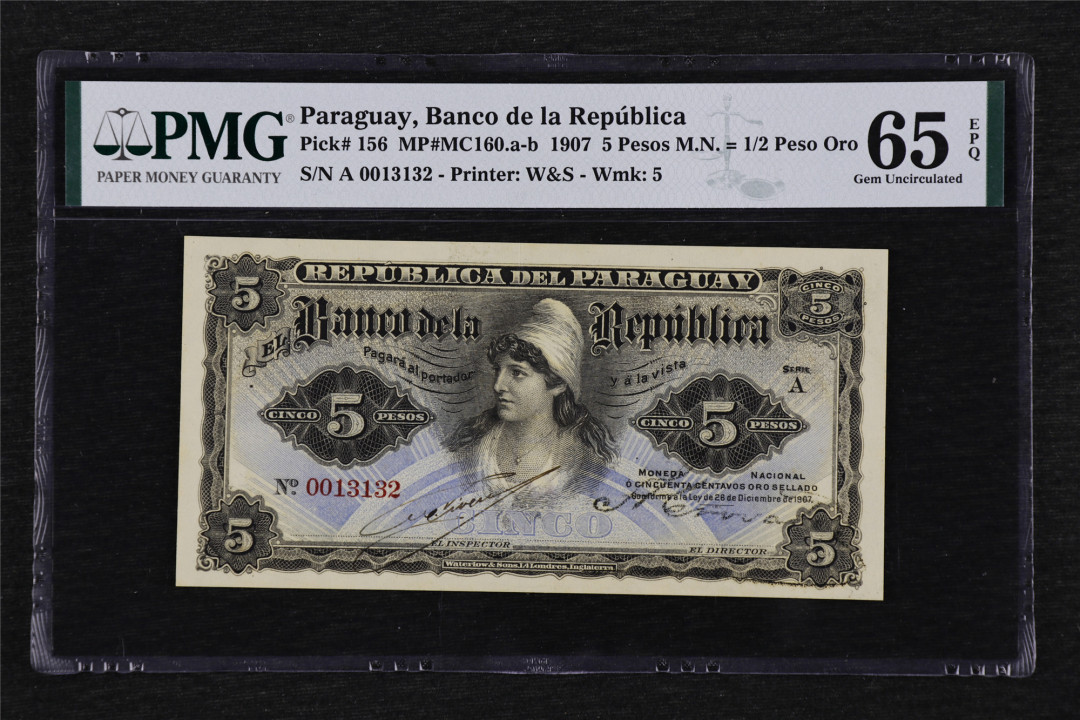 PMG®
PAPER MONEY GUARANTY
Paraguay, Banco de la República
Pick# 156 MP#MC160.a-b 1907 5 Pesos M.N. = 1/2 Peso Oro
S/N A 0013132 - Printer: W&S - Wmk: 5
65
EPQ
Gem Uncirculated
REPÚBLICA DEL PARAGUAY
5
CINCO
5
PESOS
EL Banco de la República
Pagará al portador y á la vista
SERIE
A
CINCO 5 PESOS
CINCO 5 PESOS
MONEDA NACIONAL
Ó CINCUENTA CENTAVOS ORO SELLADO
Conforme a la Ley de 26 de Diciembre de 1907.
Nº 0013132
CINCO
5
EL INSPECTOR
EL DIRECTOR
5
Waterlow & Sons, Ld Londres, Inglaterra